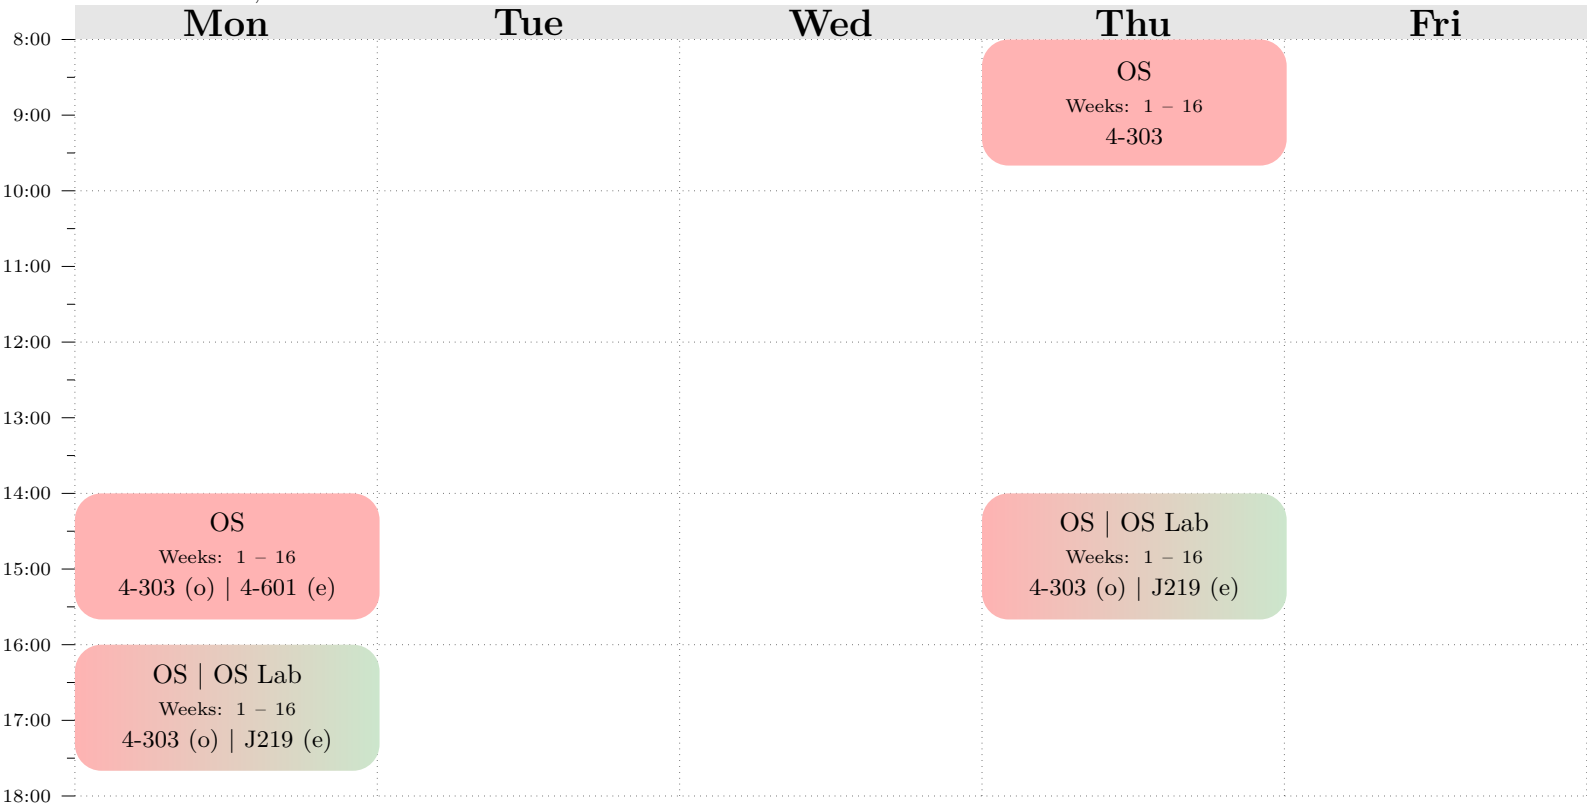 Mon Tue Wed Thu Fri
8:00
OS
Weeks: 1 – 16
4-303
9:00
10:00
11:00
12:00
13:00
14:00
OS
Weeks: 1 – 16
4-303 (o) | 4-601 (e)
OS | OS Lab
Weeks: 1 – 16
4-303 (o) | J219 (e)
15:00
16:00
OS | OS Lab
Weeks: 1 – 16
4-303 (o) | J219 (e)
17:00
18:00